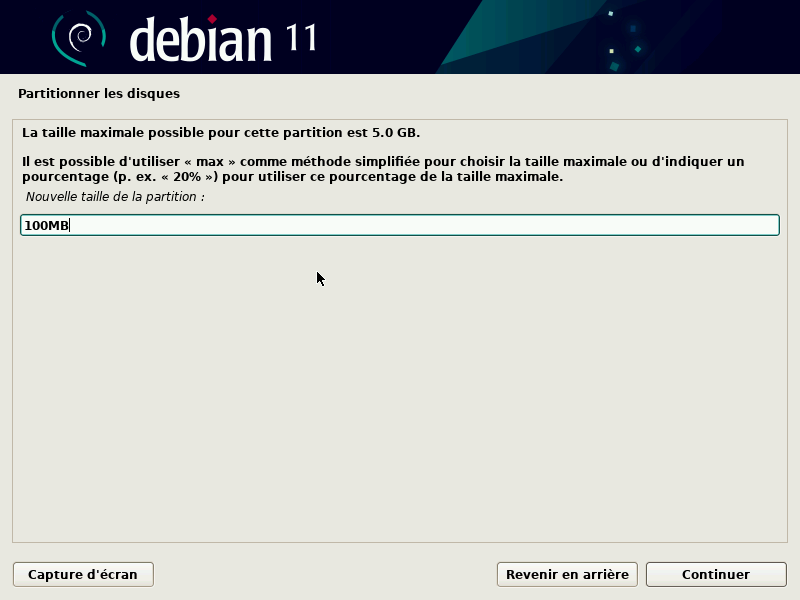 debian 11
Partitionner les disques
La taille maximale possible pour cette partition est 5.0 GB.
Il est possible d'utiliser « max » comme méthode simplifiée pour choisir la taille maximale ou d'indiquer un
pourcentage (p. ex. « 20% ») pour utiliser ce pourcentage de la taille maximale.
Nouvelle taille de la partition :
100MB
Capture d'écran
Revenir en arrière
Continuer